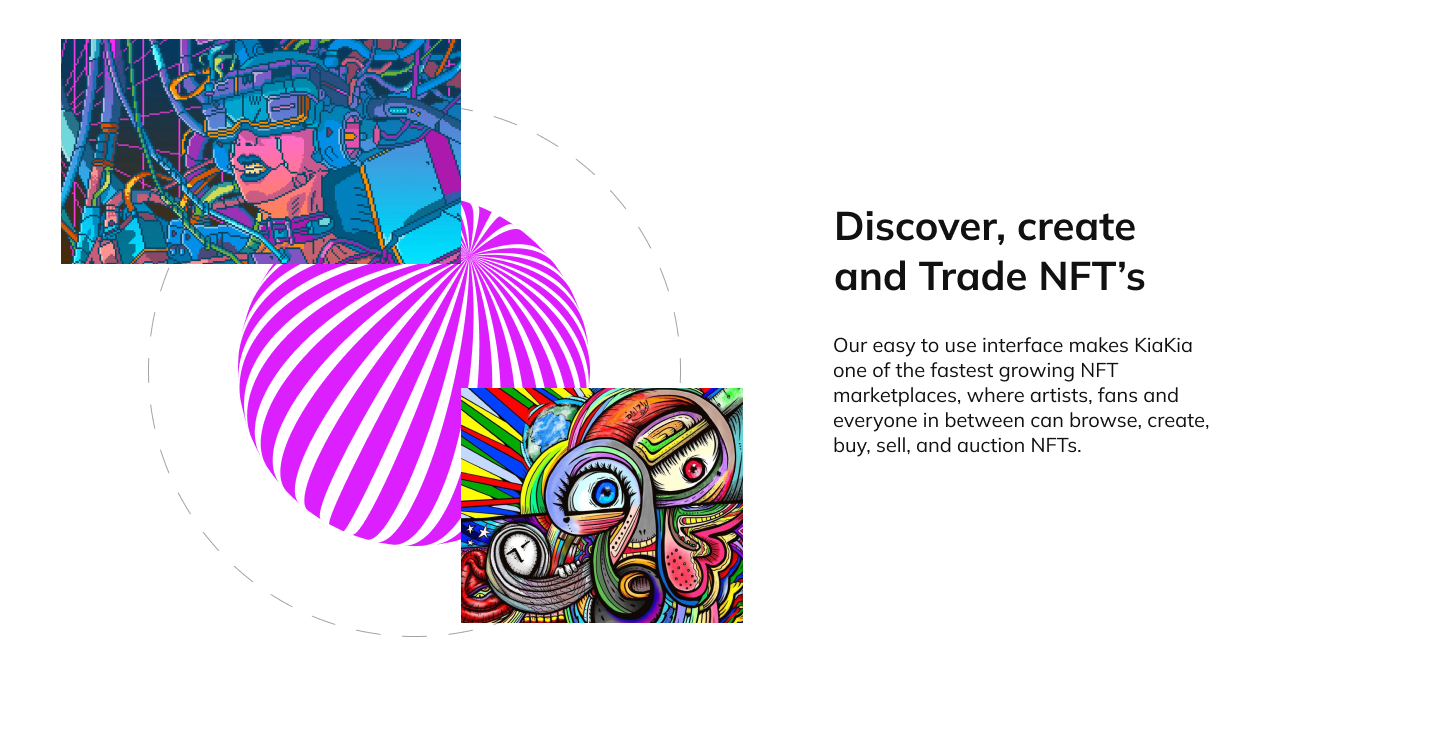 Discover, create
and Trade NFT’s
Our easy to use interface makes KiaKia
one of the fastest growing NFT
marketplaces, where artists, fans and
everyone in between can browse, create,
buy, sell, and auction NFTs.